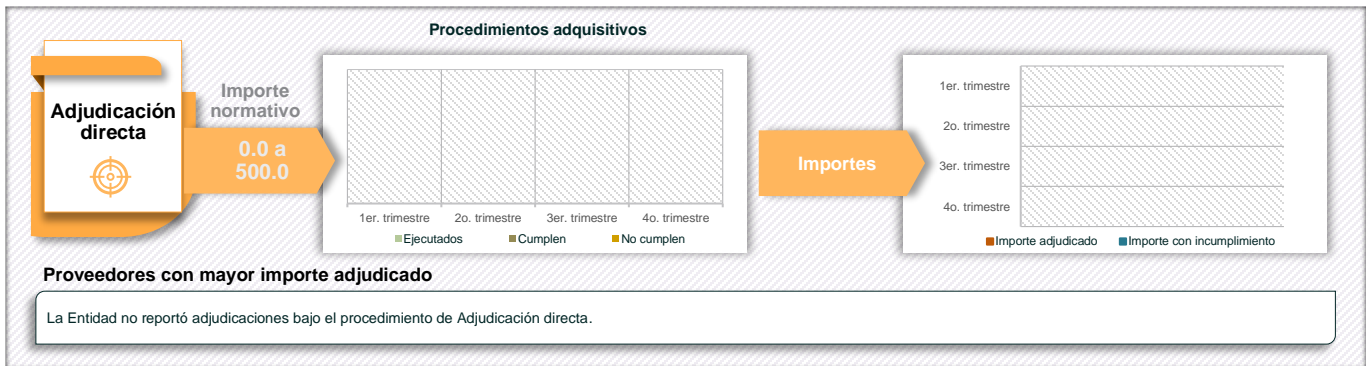 Procedimientos adquisitivos
Adjudicación
directa
Importe
normativo
0.0 a
500.0
1er. trimestre
2o. trimestre
3er. trimestre
4o. trimestre
Ejecutados
Cumplen
No cumplen
Importes
1er. trimestre
2o. trimestre
3er. trimestre
4o. trimestre
Importe adjudicado
Importe con incumplimiento
Proveedores con mayor importe adjudicado
La Entidad no reportó adjudicaciones bajo el procedimiento de Adjudicación directa.